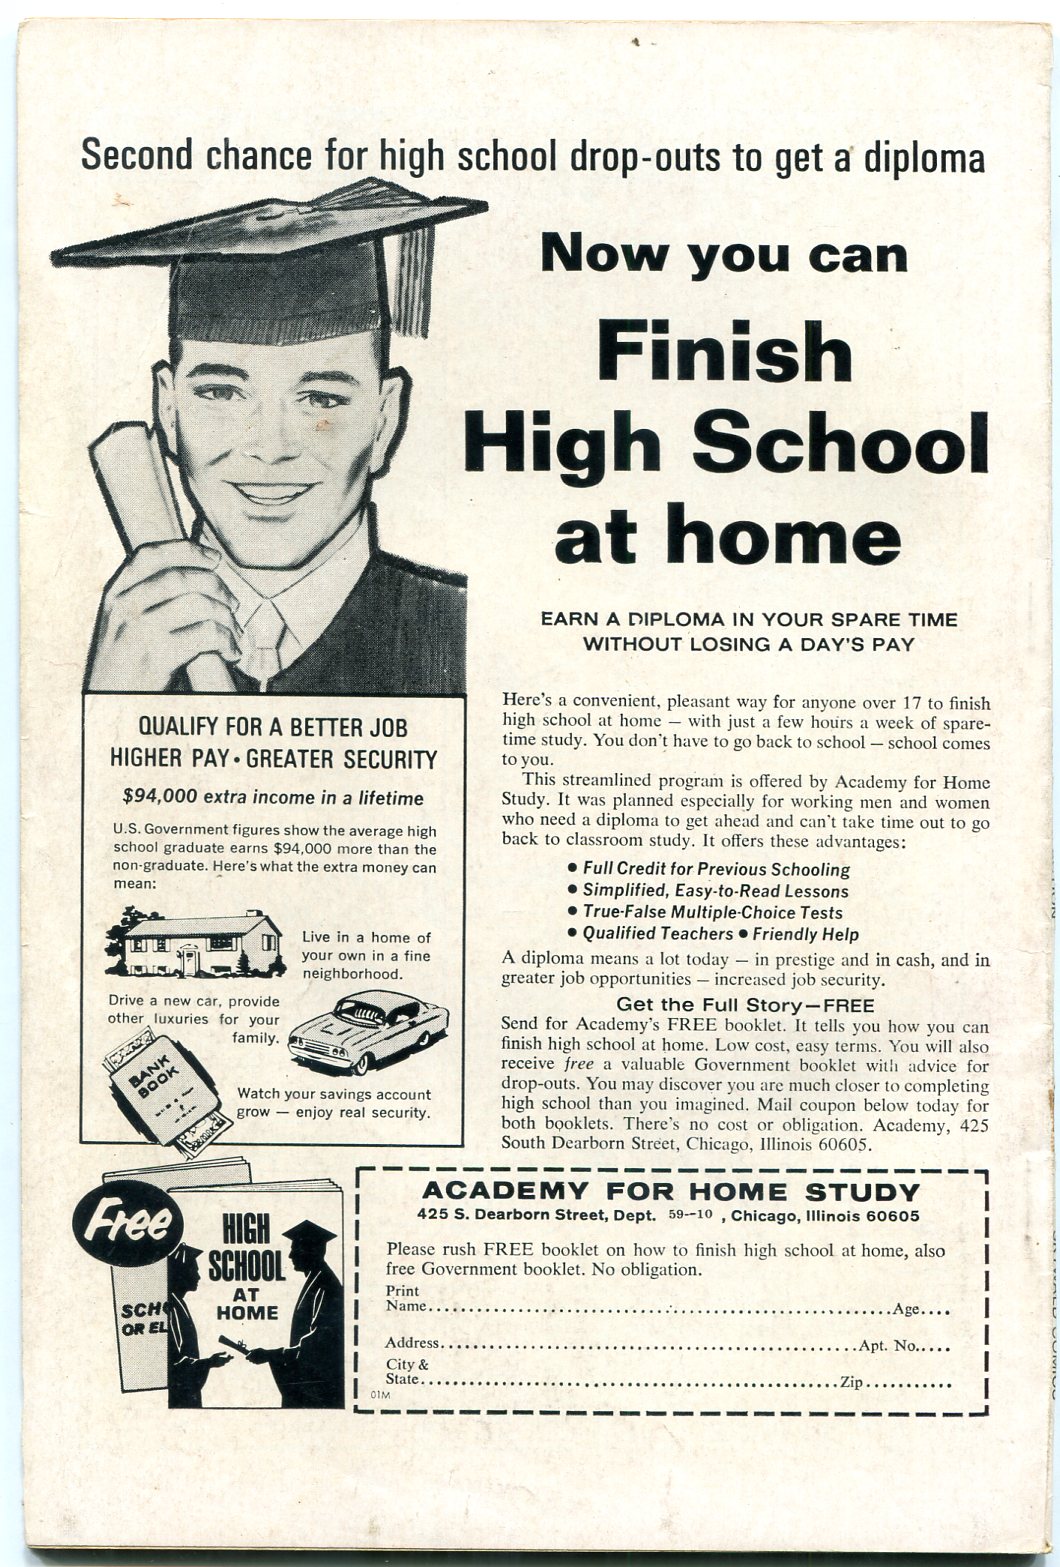 Second chance for high school drop-outs to get a diploma
Now you can
Finish
High School
at home
EARN A DIPLOMA IN YOUR SPARE TIME
WITHOUT LOSING A DAY'S PAY
QUALIFY FOR A BETTER JOB
HIGHER PAY • GREATER SECURITY
$94,000 extra income in a lifetime
U.S. Government figures show the average high
school graduate earns $94,000 more than the
non-graduate. Here's what the extra money can
mean:
Live in a home of
your own in a fine
neighborhood.
Drive a new car, provide
other luxuries for your
family.
BANK
BOOK
Watch your savings account
grow — enjoy real security.
Here's a convenient, pleasant way for anyone over 17 to finish
high school at home — with just a few hours a week of spare-
time study. You don't have to go back to school — school comes
to you.
This streamlined program is offered by Academy for Home
Study. It was planned especially for working men and women
who need a diploma to get ahead and can't take time out to go
back to classroom study. It offers these advantages:
• Full Credit for Previous Schooling
• Simplified, Easy-to-Read Lessons
• True-False Multiple-Choice Tests
• Qualified Teachers • Friendly Help
A diploma means a lot today — in prestige and in cash, and in
greater job opportunities — increased job security.
Get the Full Story—FREE
Send for Academy's FREE booklet. It tells you how you can
finish high school at home. Low cost, easy terms. You will also
receive free a valuable Government booklet with advice for
drop-outs. You may discover you are much closer to completing
high school than you imagined. Mail coupon below today for
both booklets. There's no cost or obligation. Academy, 425
South Dearborn Street, Chicago, Illinois 60605.
Free
SCHO
OR EL
HIGH
SCHOOL
AT
HOME
ACADEMY FOR HOME STUDY
425 S. Dearborn Street, Dept. 59--10 , Chicago, Illinois 60605
Please rush FREE booklet on how to finish high school at home, also
free Government booklet. No obligation.
Print
Name.....Age....
Address.....Apt. No.....
City &
State.....Zip.....
01M